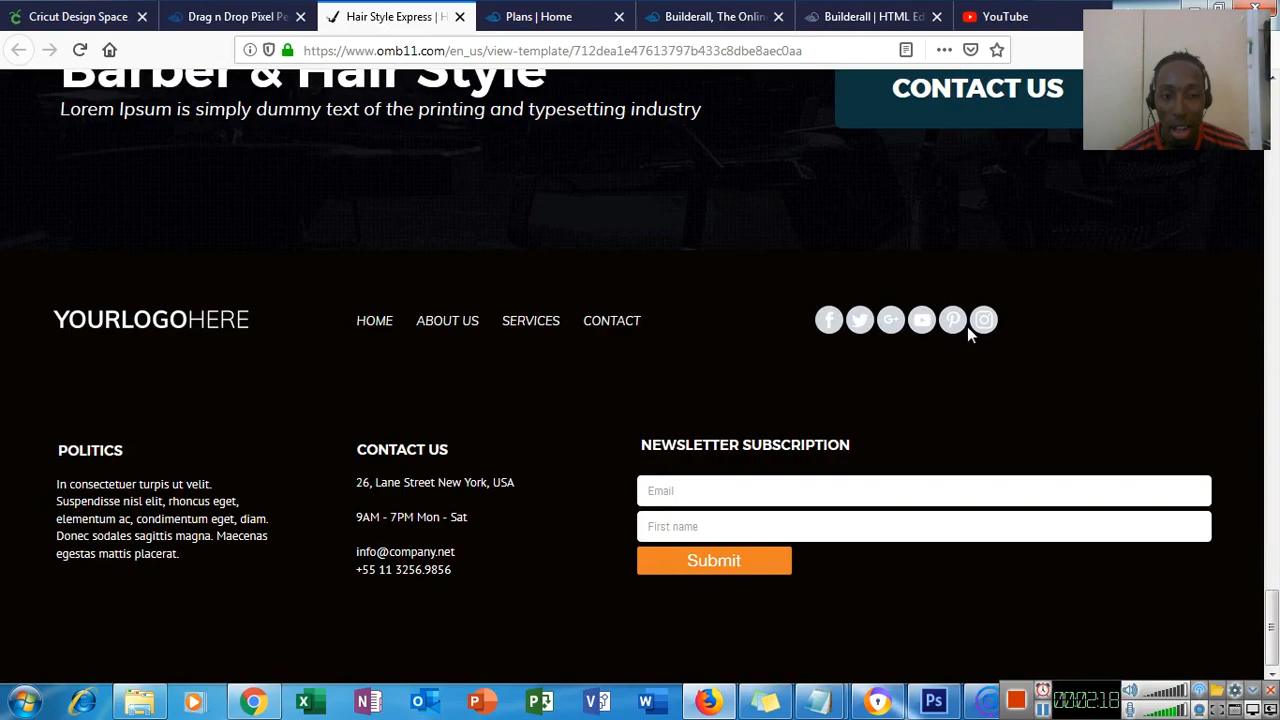 Cricut Design Space
Drag n Drop Pixel Pe
Hair Style Express | H
Plans | Home
Builderall, The Onlin
Builderall | HTML Ed
YouTube
https://www.omb11.com/en_us/view-template/712dea1e47613797b433c8dbe8aec0aa
Barber & Hair Style
Lorem Ipsum is simply dummy text of the printing and typesetting industry
CONTACT US
YOURLOGOHERE
HOME
ABOUT US
SERVICES
CONTACT
POLITICS
In consectetuer turpis ut velit.
Suspendisse nisl elit, rhoncus eget,
elementum ac, condimentum eget, diam.
Donec sodales sagittis magna. Maecenas
egestas mattis placerat.
CONTACT US
26, Lane Street New York, USA
9AM - 7PM Mon - Sat
info@company.net
+55 11 3256.9856
NEWSLETTER SUBSCRIPTION
Email
First name
Submit
00:02:18